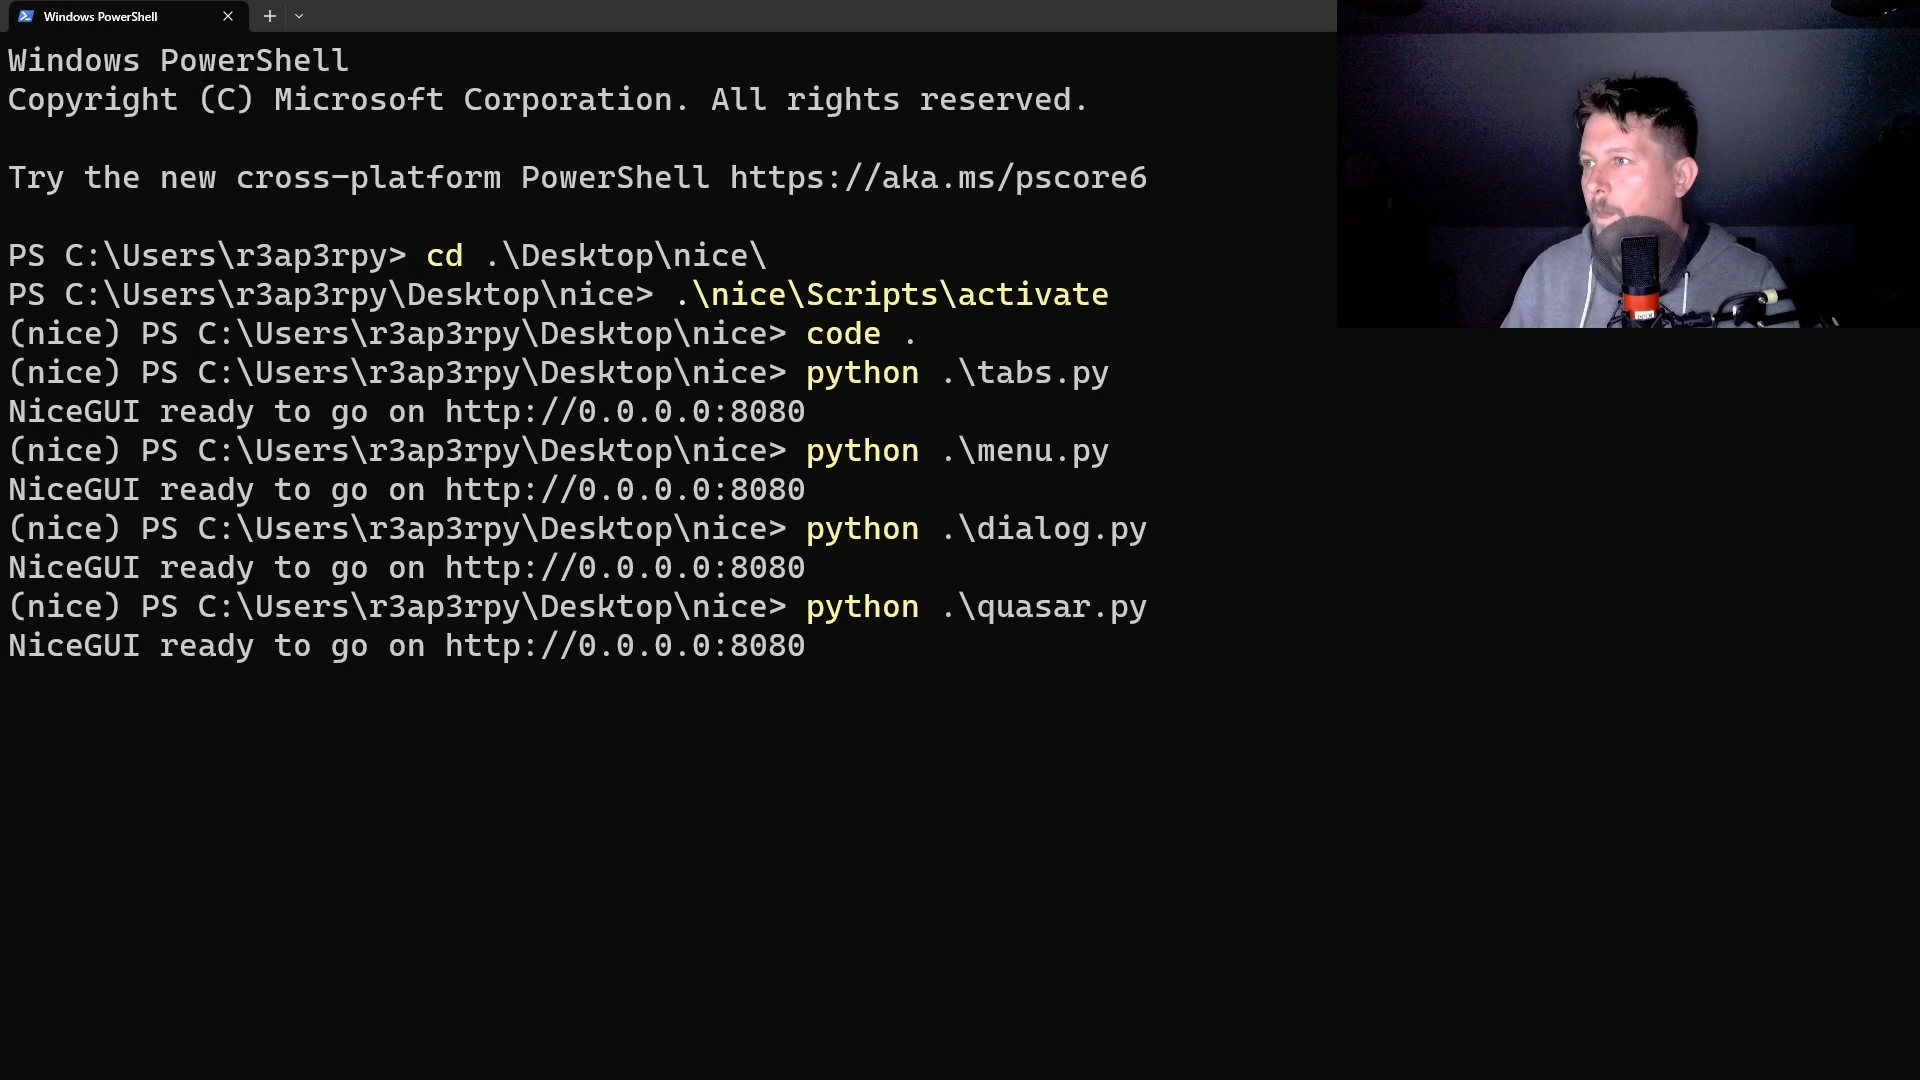 Windows PowerShell
Windows PowerShell
Copyright (C) Microsoft Corporation. All rights reserved.
Try the new cross-platform PowerShell https://aka.ms/pscore6
PS C:\Users\r3ap3rpy> cd .\Desktop\nice\
PS C:\Users\r3ap3rpy\Desktop\nice> .\nice\Scripts\activate
(nice) PS C:\Users\r3ap3rpy\Desktop\nice> code .
(nice) PS C:\Users\r3ap3rpy\Desktop\nice> python .\tabs.py
NiceGUI ready to go on http://0.0.0.0:8080
(nice) PS C:\Users\r3ap3rpy\Desktop\nice> python .\menu.py
NiceGUI ready to go on http://0.0.0.0:8080
(nice) PS C:\Users\r3ap3rpy\Desktop\nice> python .\dialog.py
NiceGUI ready to go on http://0.0.0.0:8080
(nice) PS C:\Users\r3ap3rpy\Desktop\nice> python .\quasar.py
NiceGUI ready to go on http://0.0.0.0:8080